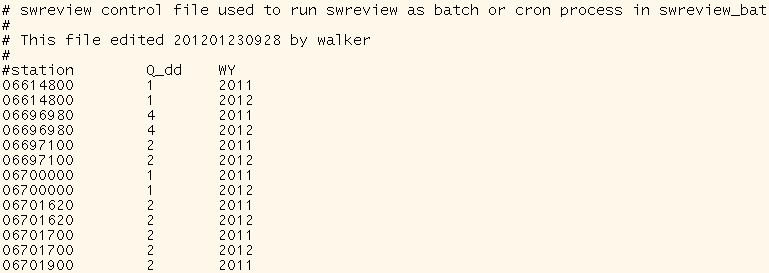 # swreview control file used to run swreview as batch or cron process in swreview_bat
#
# This file edited 201201230928 by walker
#
#station Q_dd WY
06614800 1 2011
06614800 1 2012
06696980 4 2011
06696980 4 2012
06697100 2 2011
06697100 2 2012
06700000 1 2011
06700000 1 2012
06701620 2 2011
06701620 2 2012
06701700 2 2011
06701700 2 2012
06701900 2 2011